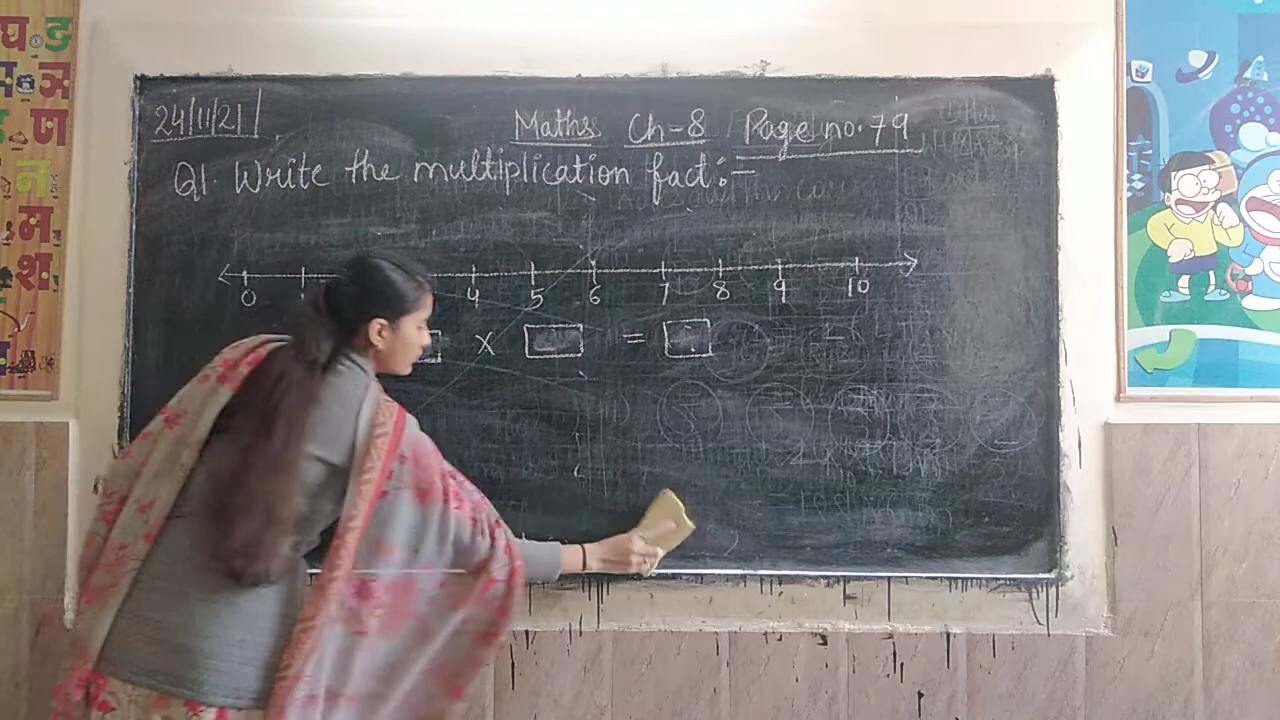 24/11/21 Maths Ch-8 Page no. 79
Q1. Write the multiplication fact:-
0 4 5 6 7 8 9 10
x =
घ ङ
ञ
ण
न
म
श